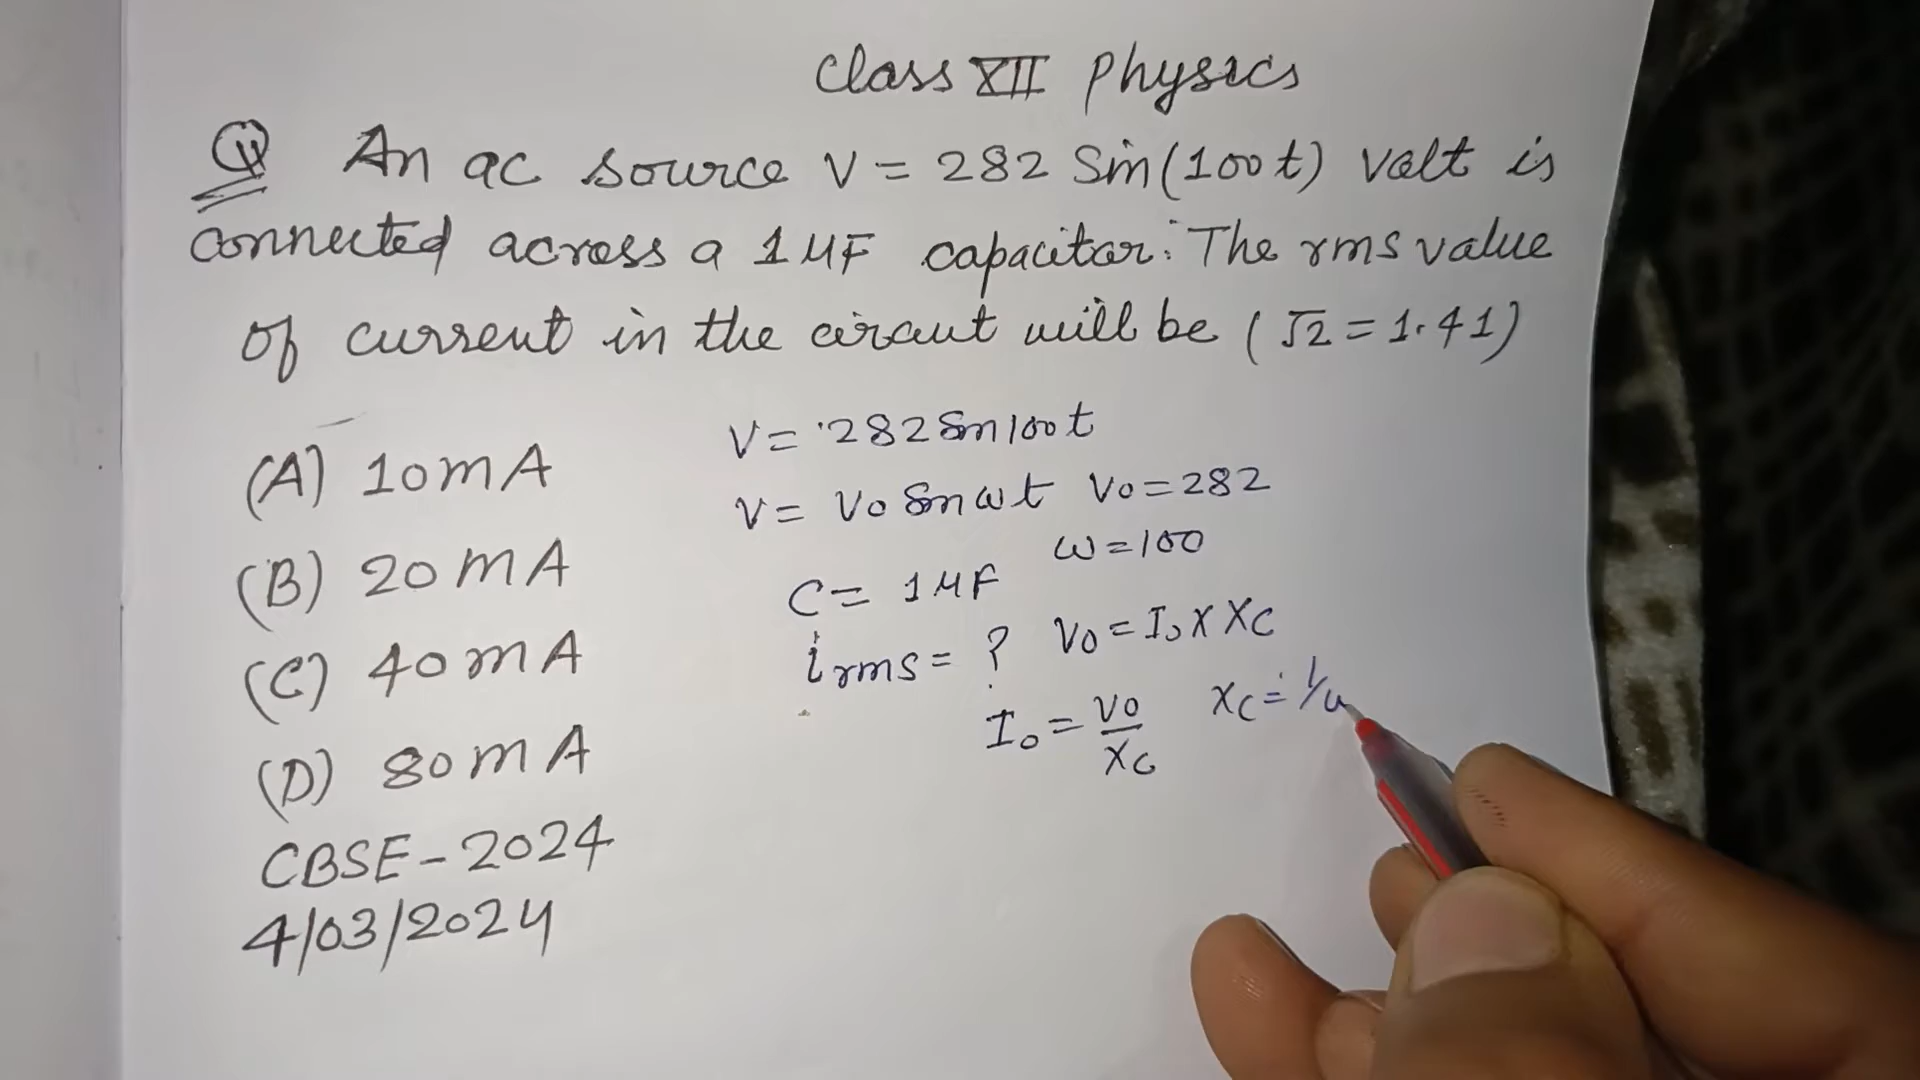 Class XII Physics
Q An ac source V = 282 Sin(100t) Valt is
connected across a 1 µF capacitor. The rms value
of current in the circuit will be (√2 = 1.41)
(A) 10 mA
(B) 20 mA
(C) 40 mA
(D) 80 mA
CBSE - 2024
4/03/2024
V = 282 Sin 100t
V = V0 Sin ωt V0 = 282
ω = 100
C = 1 µF
irms = ? V0 = I0 X XC
I0 = V0/XC XC = 1/ω